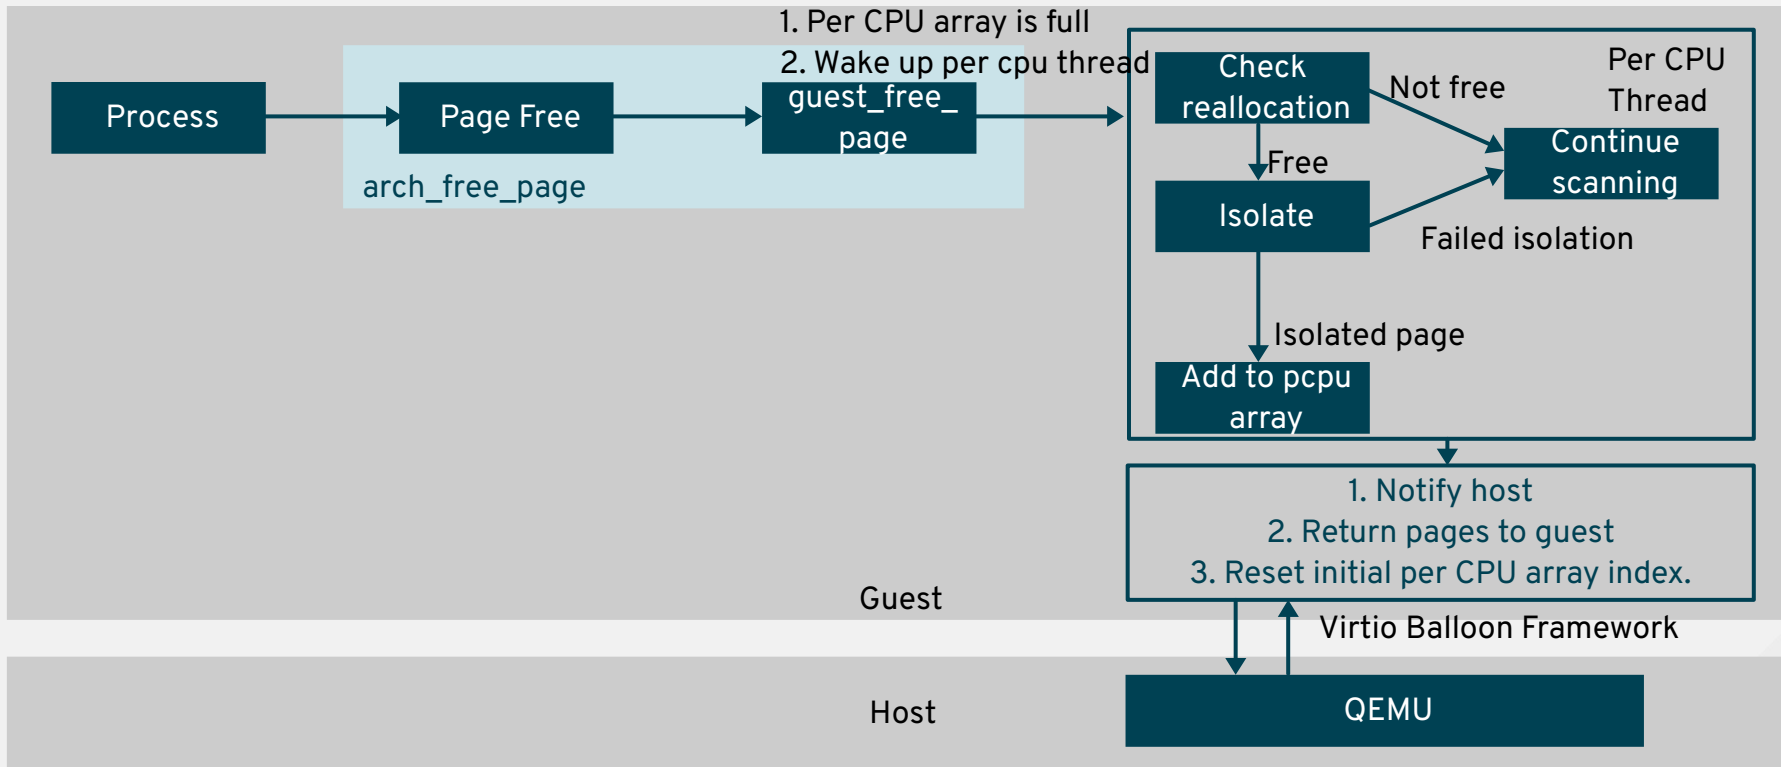 1. Per CPU array is full
2. Wake up per cpu thread
Process
Page Free
guest_free_
page
arch_free_page
Check
reallocation
Not free
Per CPU
Thread
Continue
scanning
Free
Isolate
Failed isolation
Isolated page
Add to pcpu
array
1. Notify host
2. Return pages to guest
3. Reset initial per CPU array index.
Guest
Virtio Balloon Framework
Host
QEMU